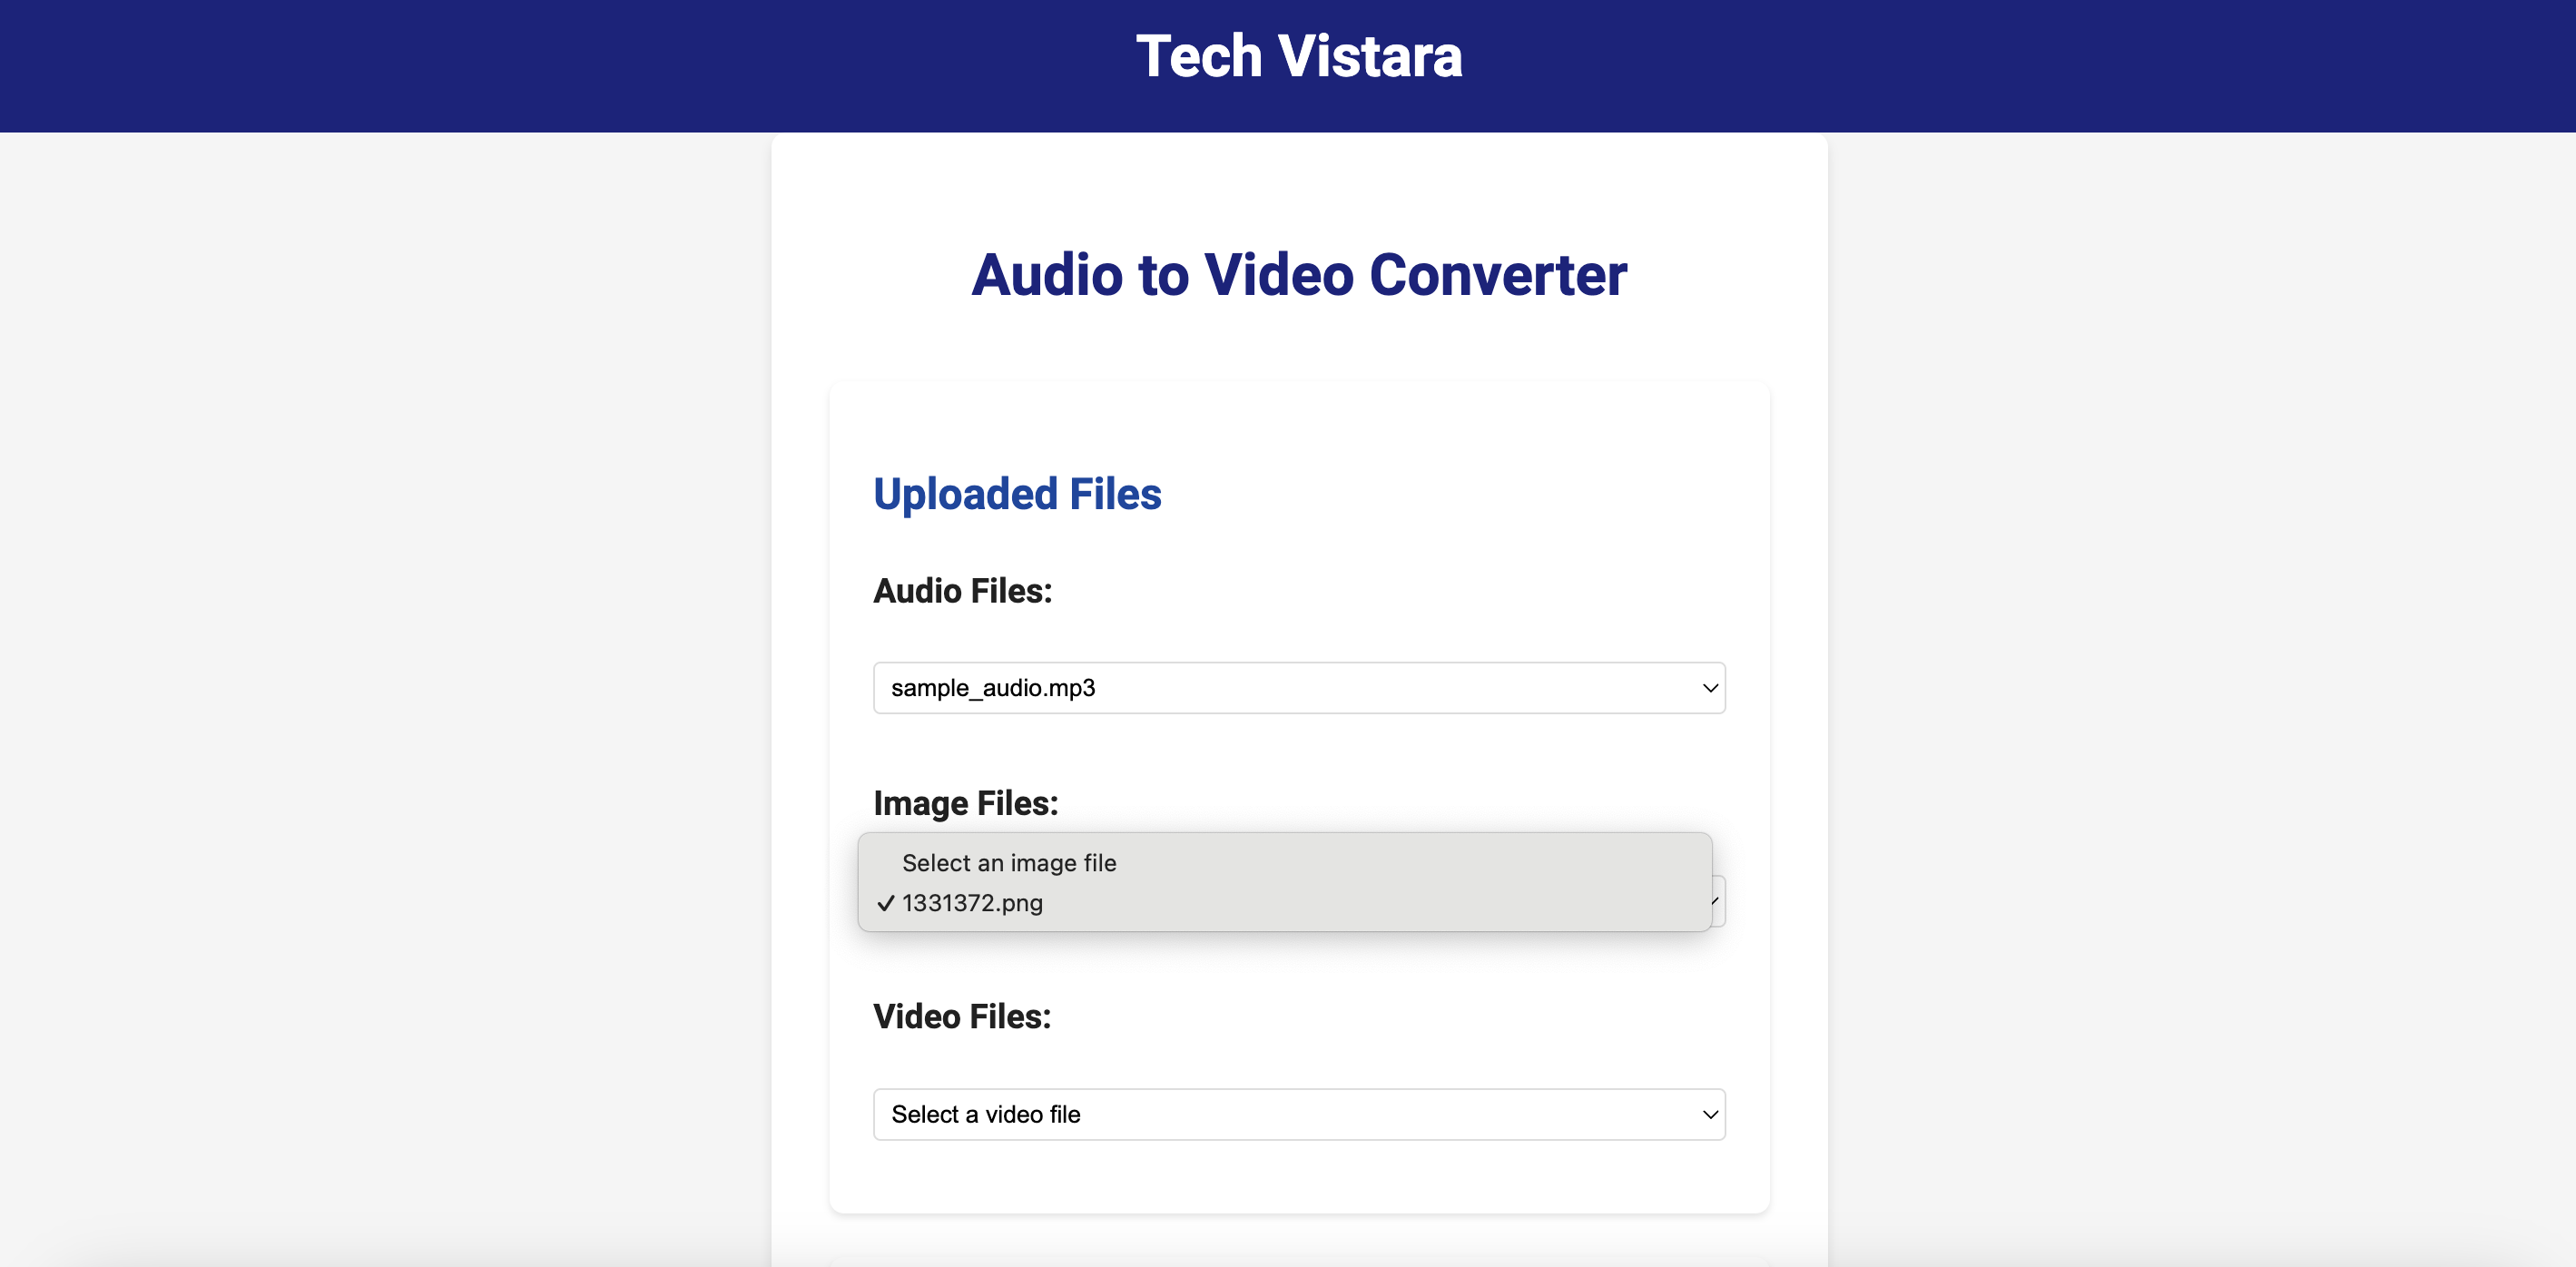 Tech Vistara
Audio to Video Converter
Uploaded Files
Audio Files:
sample_audio.mp3
Image Files:
Select an image file
✓ 1331372.png
Video Files:
Select a video file